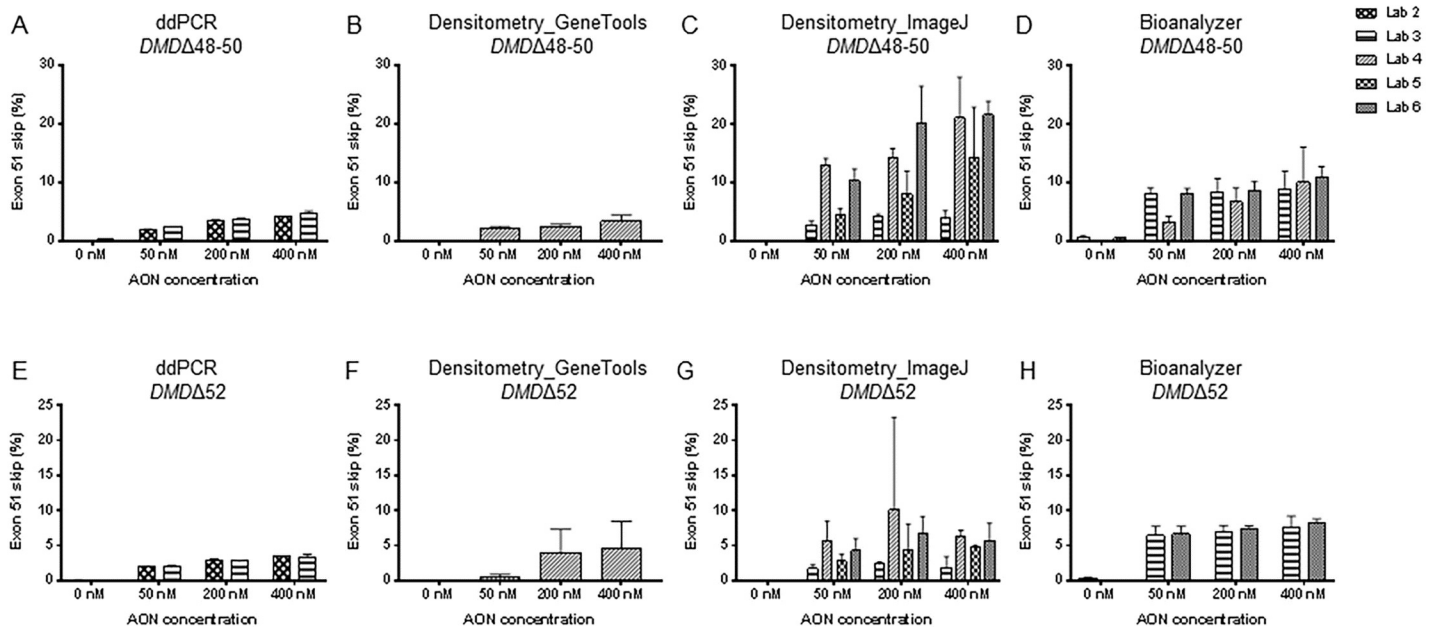 A
ddPCR
DMDΔ48-50
Exon 51 skip (%)
30
20
10
0
0 nM
50 nM
200 nM
400 nM
AON concentration
B
Densitometry_GeneTools
DMDΔ48-50
Exon 51 skip (%)
30
20
10
0
0 nM
50 nM
200 nM
400 nM
AON concentration
C
Densitometry_ImageJ
DMDΔ48-50
Exon 51 skip (%)
30
20
10
0
0 nM
50 nM
200 nM
400 nM
AON concentration
D
Bioanalyzer
DMDΔ48-50
Exon 51 skip (%)
30
20
10
0
0 nM
50 nM
200 nM
400 nM
AON concentration
Lab 2
Lab 3
Lab 4
Lab 5
Lab 6
E
ddPCR
DMDΔ52
Exon 51 skip (%)
25
20
15
10
5
0
0 nM
50 nM
200 nM
400 nM
AON concentration
F
Densitometry_GeneTools
DMDΔ52
Exon 51 skip (%)
25
20
15
10
5
0
0 nM
50 nM
200 nM
400 nM
AON concentration
G
Densitometry_ImageJ
DMDΔ52
Exon 51 skip (%)
25
20
15
10
5
0
0 nM
50 nM
200 nM
400 nM
AON concentration
H
Bioanalyzer
DMDΔ52
Exon 51 skip (%)
25
20
15
10
5
0
0 nM
50 nM
200 nM
400 nM
AON concentration